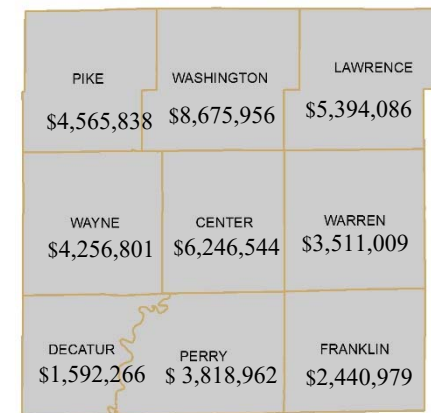 PIKE
$4,565,838
WASHINGTON
$8,675,956
LAWRENCE
$5,394,086
WAYNE
$4,256,801
CENTER
$6,246,544
WARREN
$3,511,009
DECATUR
$1,592,266
PERRY
$ 3,818,962
FRANKLIN
$2,440,979